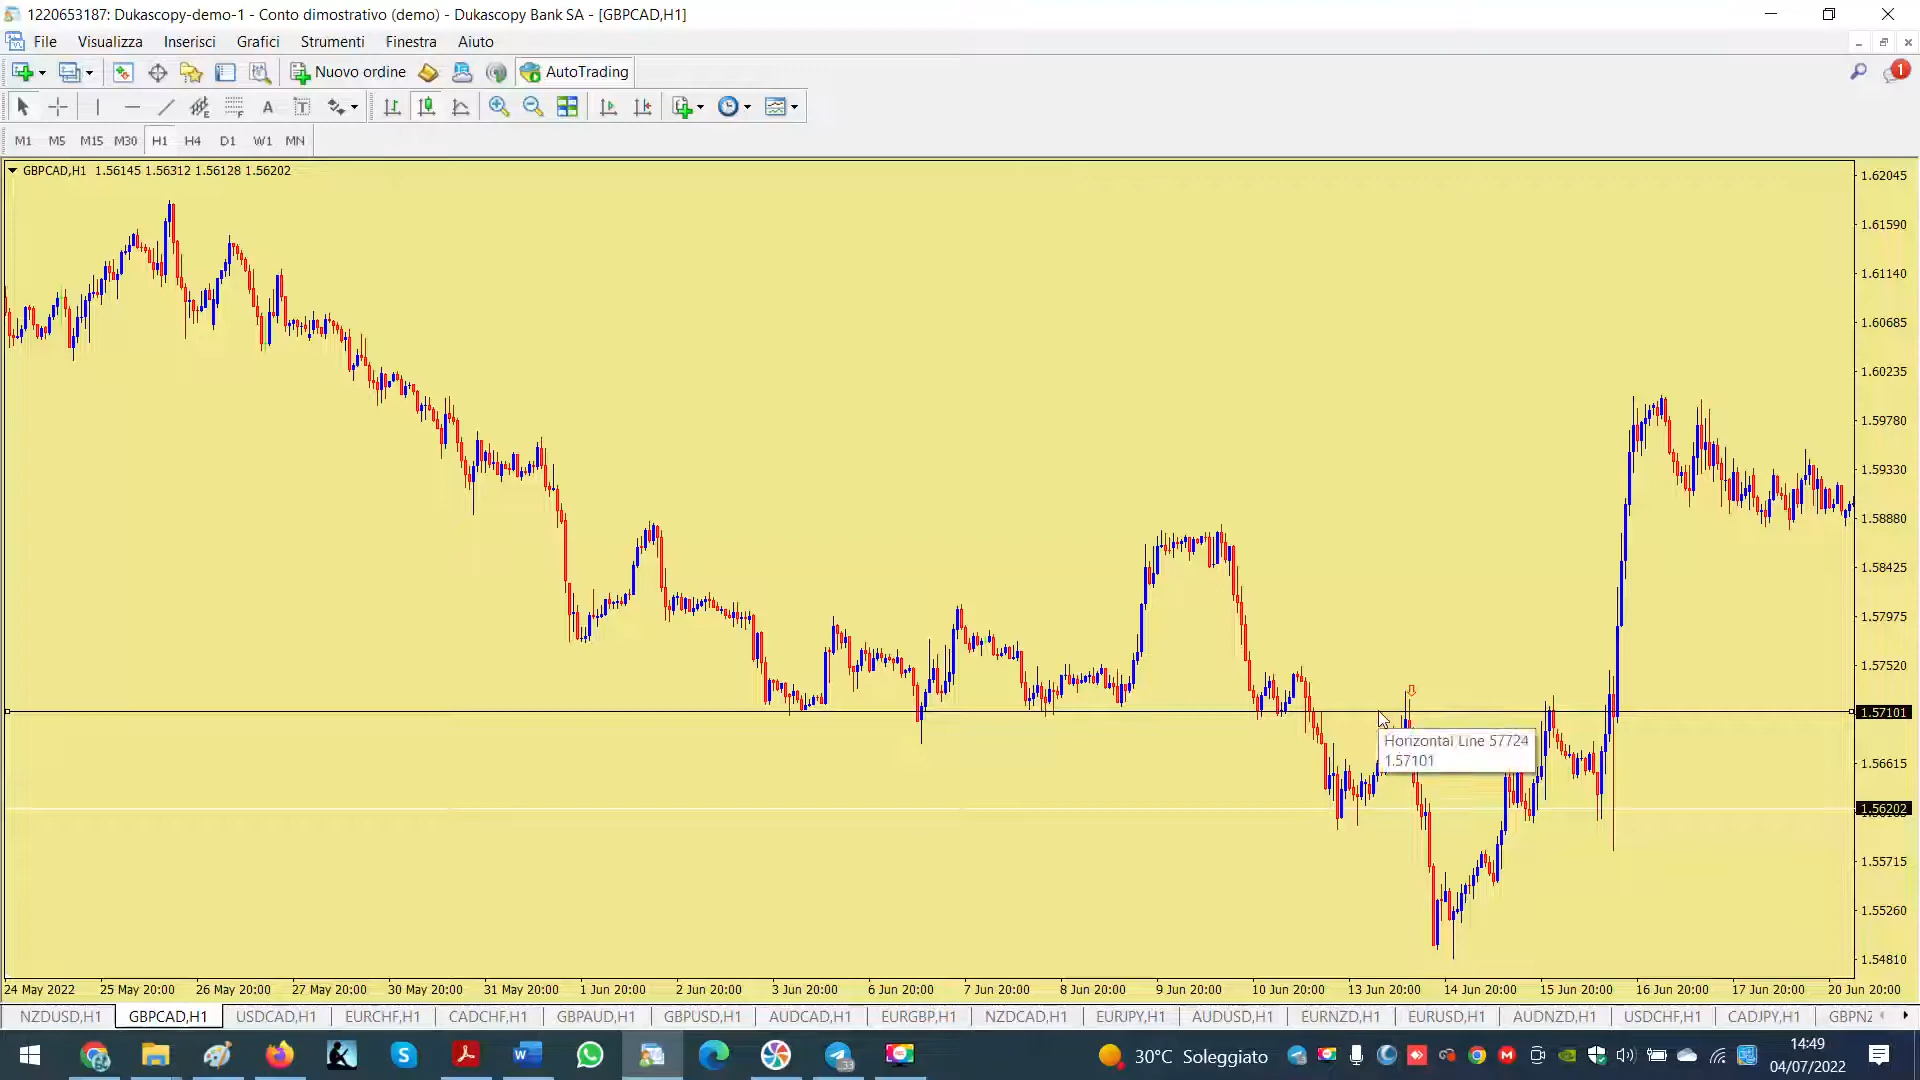 1220653187: Dukascopy-demo-1 - Conto dimostrativo (demo) - Dukascopy Bank SA - [GBPCAD,H1]
File Visualizza Inserisci Grafici Strumenti Finestra Aiuto
Nuovo ordine AutoTrading 1
A T
M1 M5 M15 M30 H1 H4 D1 W1 MN
GBPCAD,H1 1.56145 1.56312 1.56128 1.56202
1.62045
1.61590
1.61140
1.60685
1.60235
1.59780
1.59330
1.58880
1.58425
1.57975
1.57520
1.57101
Horizontal Line 57724
1.57101
1.56615
1.56202
1.55715
1.55260
1.54810
24 May 2022 25 May 20:00 26 May 20:00 27 May 20:00 30 May 20:00 31 May 20:00 1 Jun 20:00 2 Jun 20:00 3 Jun 20:00 6 Jun 20:00 7 Jun 20:00 8 Jun 20:00 9 Jun 20:00 10 Jun 20:00 13 Jun 20:00 14 Jun 20:00 15 Jun 20:00 16 Jun 20:00 17 Jun 20:00 20 Jun 20:00
NZDUSD,H1 GBPCAD,H1 USDCAD,H1 EURCHF,H1 CADCHF,H1 GBPAUD,H1 GBPUSD,H1 AUDCAD,H1 EURGBP,H1 NZDCAD,H1 EURJPY,H1 AUDUSD,H1 EURNZD,H1 EURUSD,H1 AUDNZD,H1 USDCHF,H1 CADJPY,H1 GBPNZ
30°C Soleggiato
14:49
04/07/2022